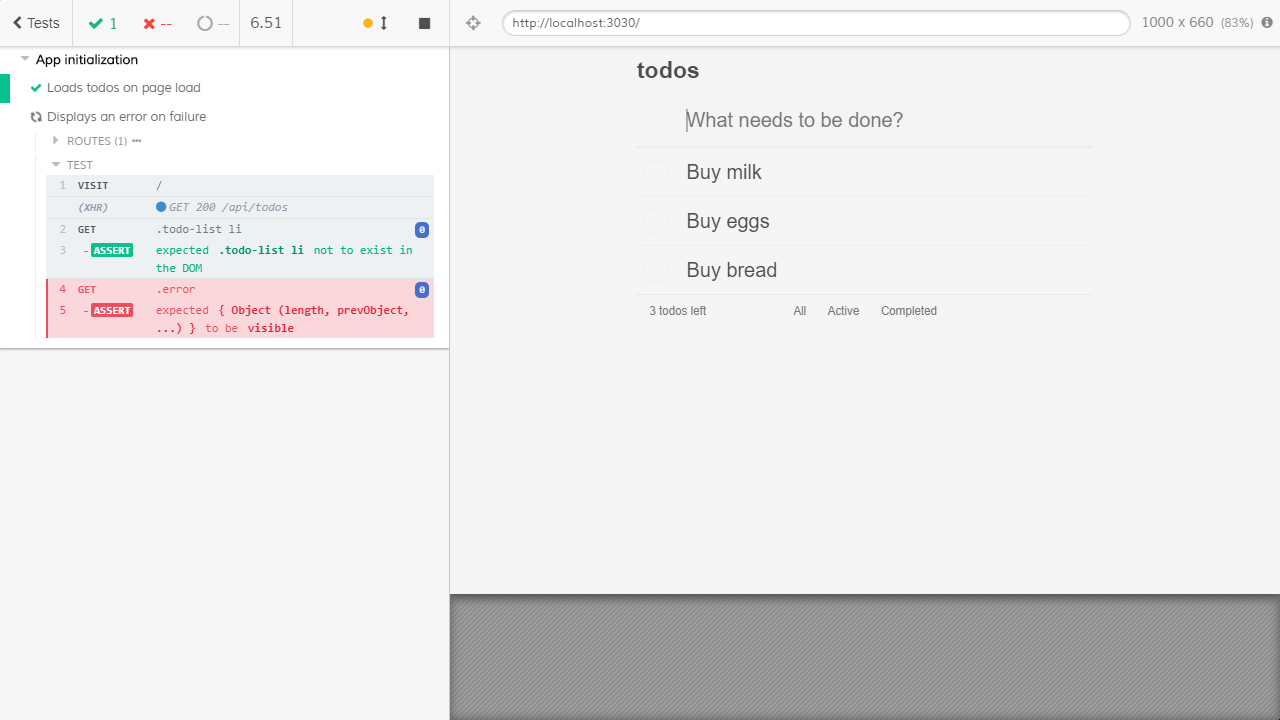 Tests 1 -- -- 6.51 http://localhost:3030/ 1000 x 660 (83%)
App initialization
Loads todos on page load
Displays an error on failure
ROUTES (1)
TEST
1 VISIT /
(XHR) GET 200 /api/todos
2 GET .todo-list li 0
3 -ASSERT expected .todo-list li not to exist in
the DOM
4 GET .error 0
5 -ASSERT expected { Object (length, prevObject,
...) } to be visible
todos
What needs to be done?
Buy milk
Buy eggs
Buy bread
3 todos left All Active Completed